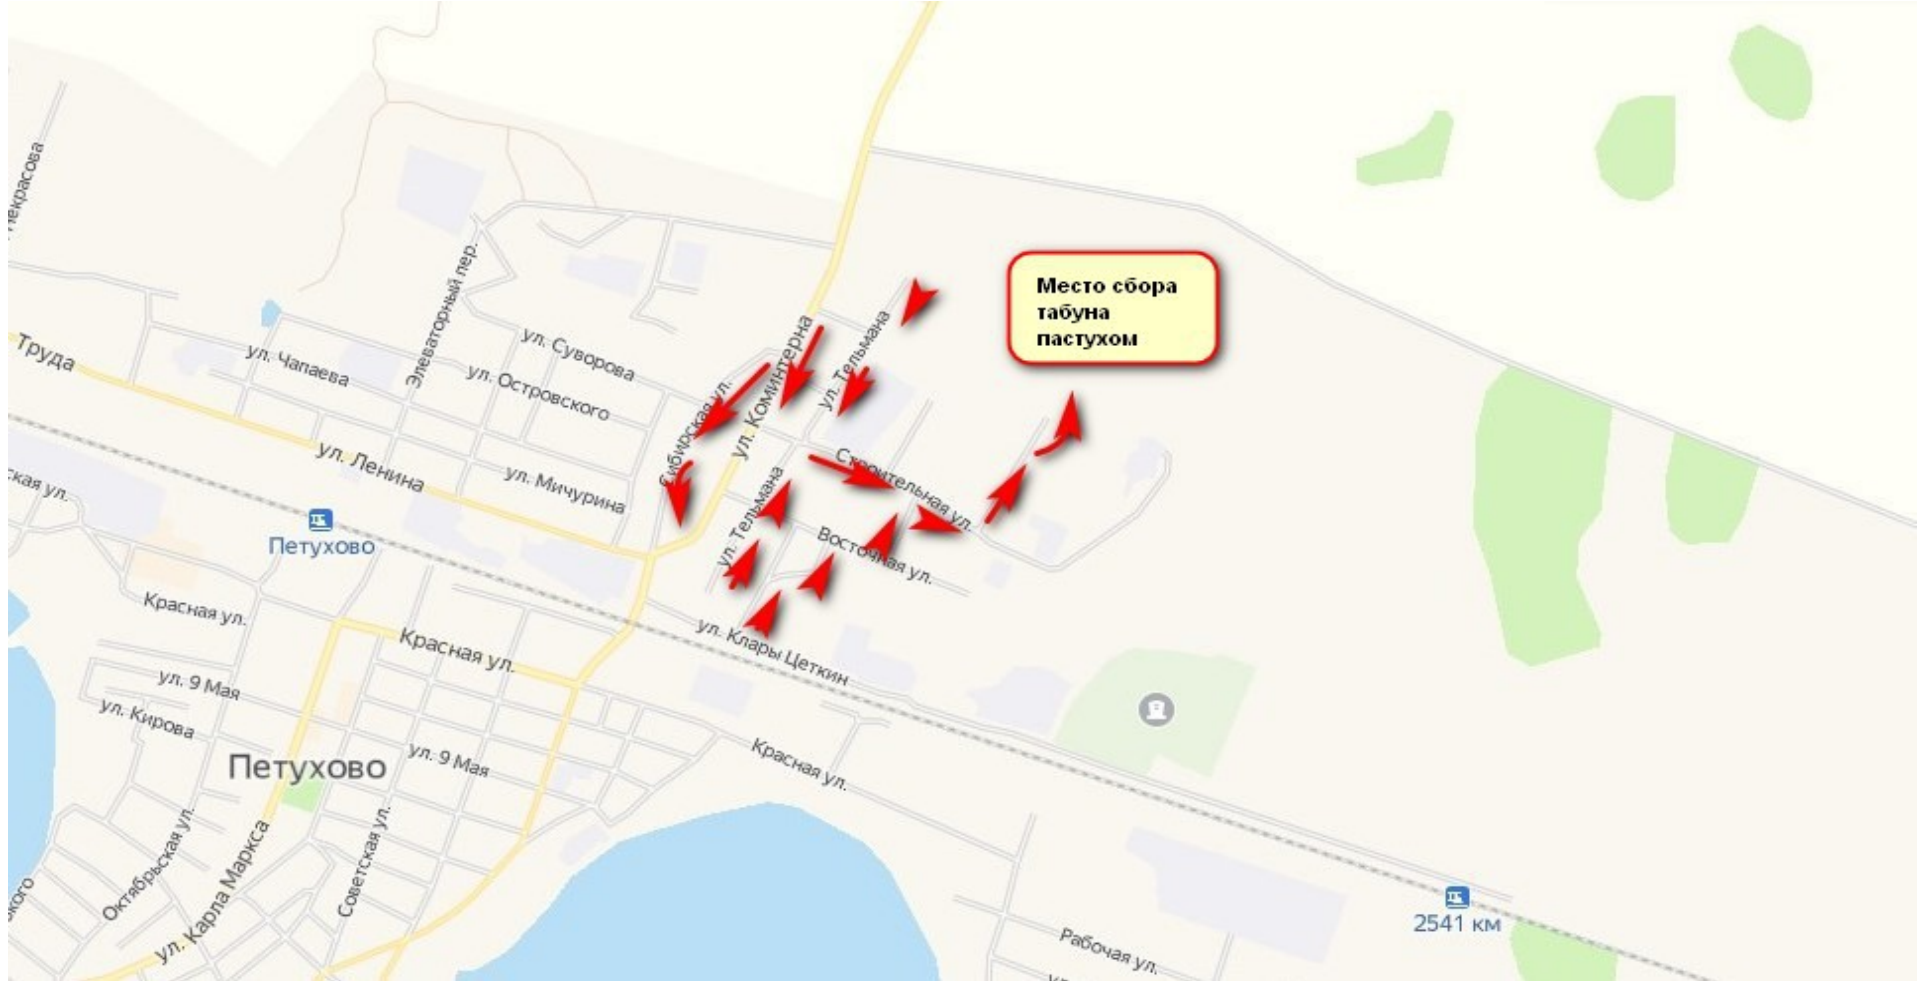 Некрасова
Элеваторный пер.
Место сбора
табуна
пастухом
ул. Тельмана
ул. Коминтерна
ул. Суворова
Труда
ул. Чапаева
ул. Островского
Сибирская ул.
ул. Ленина
ул. Мичурина
Строительная ул.
ул. Тельмана
Восточная ул.
ская ул.
Петухово
Красная ул.
Красная ул.
ул. Клары Цеткин
ул. 9 Мая
ул. Кирова
Петухово
ул. 9 Мая
Красная ул.
Октябрьская ул.
ул. Карла Маркса
Советская ул.
2541 км
Рабочая ул.